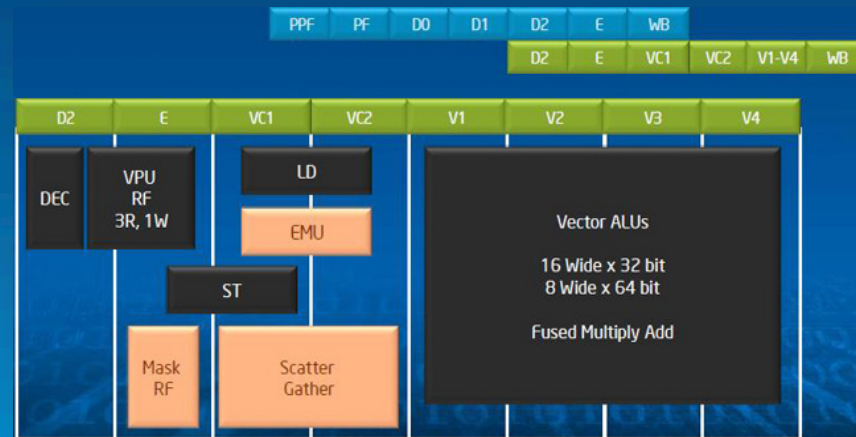 PPF PF D0 D1 D2 E WB
D2 E VC1 VC2 V1-V4 WB
D2 E VC1 VC2 V1 V2 V3 V4
DEC
VPU
RF
3R, 1W
LD
EMU
ST
Mask
RF
Scatter
Gather
Vector ALUs
16 Wide x 32 bit
8 Wide x 64 bit
Fused Multiply Add